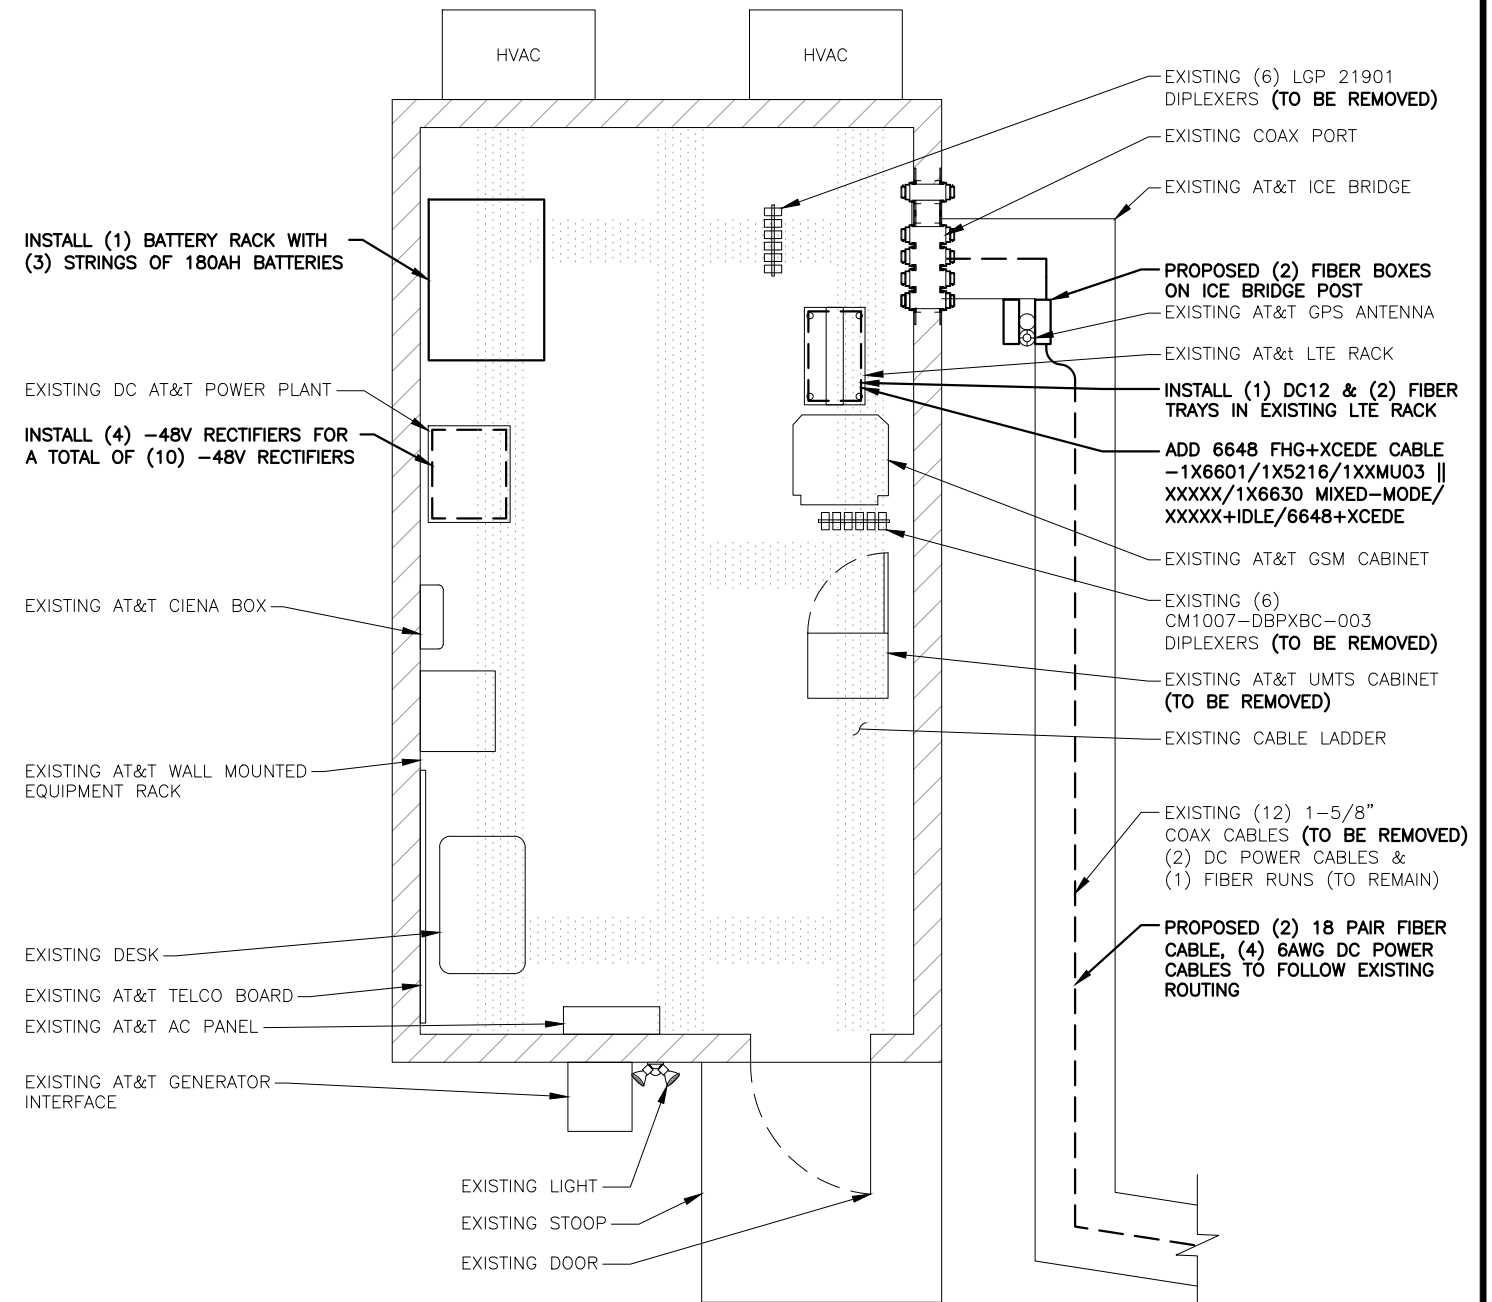 HVAC
HVAC
EXISTING (6) LGP 21901
DIPLEXERS (TO BE REMOVED)
EXISTING COAX PORT
EXISTING AT&T ICE BRIDGE
PROPOSED (2) FIBER BOXES
ON ICE BRIDGE POST
EXISTING AT&T GPS ANTENNA
EXISTING AT&t LTE RACK
INSTALL (1) DC12 & (2) FIBER
TRAYS IN EXISTING LTE RACK
ADD 6648 FHG+XCEDE CABLE
-1X6601/1X5216/1XXMU03 ||
XXXXX/1X6630 MIXED-MODE/
XXXXX+IDLE/6648+XCEDE
EXISTING AT&T GSM CABINET
EXISTING (6)
CM1007-DBPXBC-003
DIPLEXERS (TO BE REMOVED)
EXISTING AT&T UMTS CABINET
(TO BE REMOVED)
EXISTING CABLE LADDER
EXISTING (12) 1-5/8"
COAX CABLES (TO BE REMOVED)
(2) DC POWER CABLES &
(1) FIBER RUNS (TO REMAIN)
PROPOSED (2) 18 PAIR FIBER
CABLE, (4) 6AWG DC POWER
CABLES TO FOLLOW EXISTING
ROUTING
INSTALL (1) BATTERY RACK WITH
(3) STRINGS OF 180AH BATTERIES
EXISTING DC AT&T POWER PLANT
INSTALL (4) -48V RECTIFIERS FOR
A TOTAL OF (10) -48V RECTIFIERS
EXISTING AT&T CIENA BOX
EXISTING AT&T WALL MOUNTED
EQUIPMENT RACK
EXISTING DESK
EXISTING AT&T TELCO BOARD
EXISTING AT&T AC PANEL
EXISTING AT&T GENERATOR
INTERFACE
EXISTING LIGHT
EXISTING STOOP
EXISTING DOOR